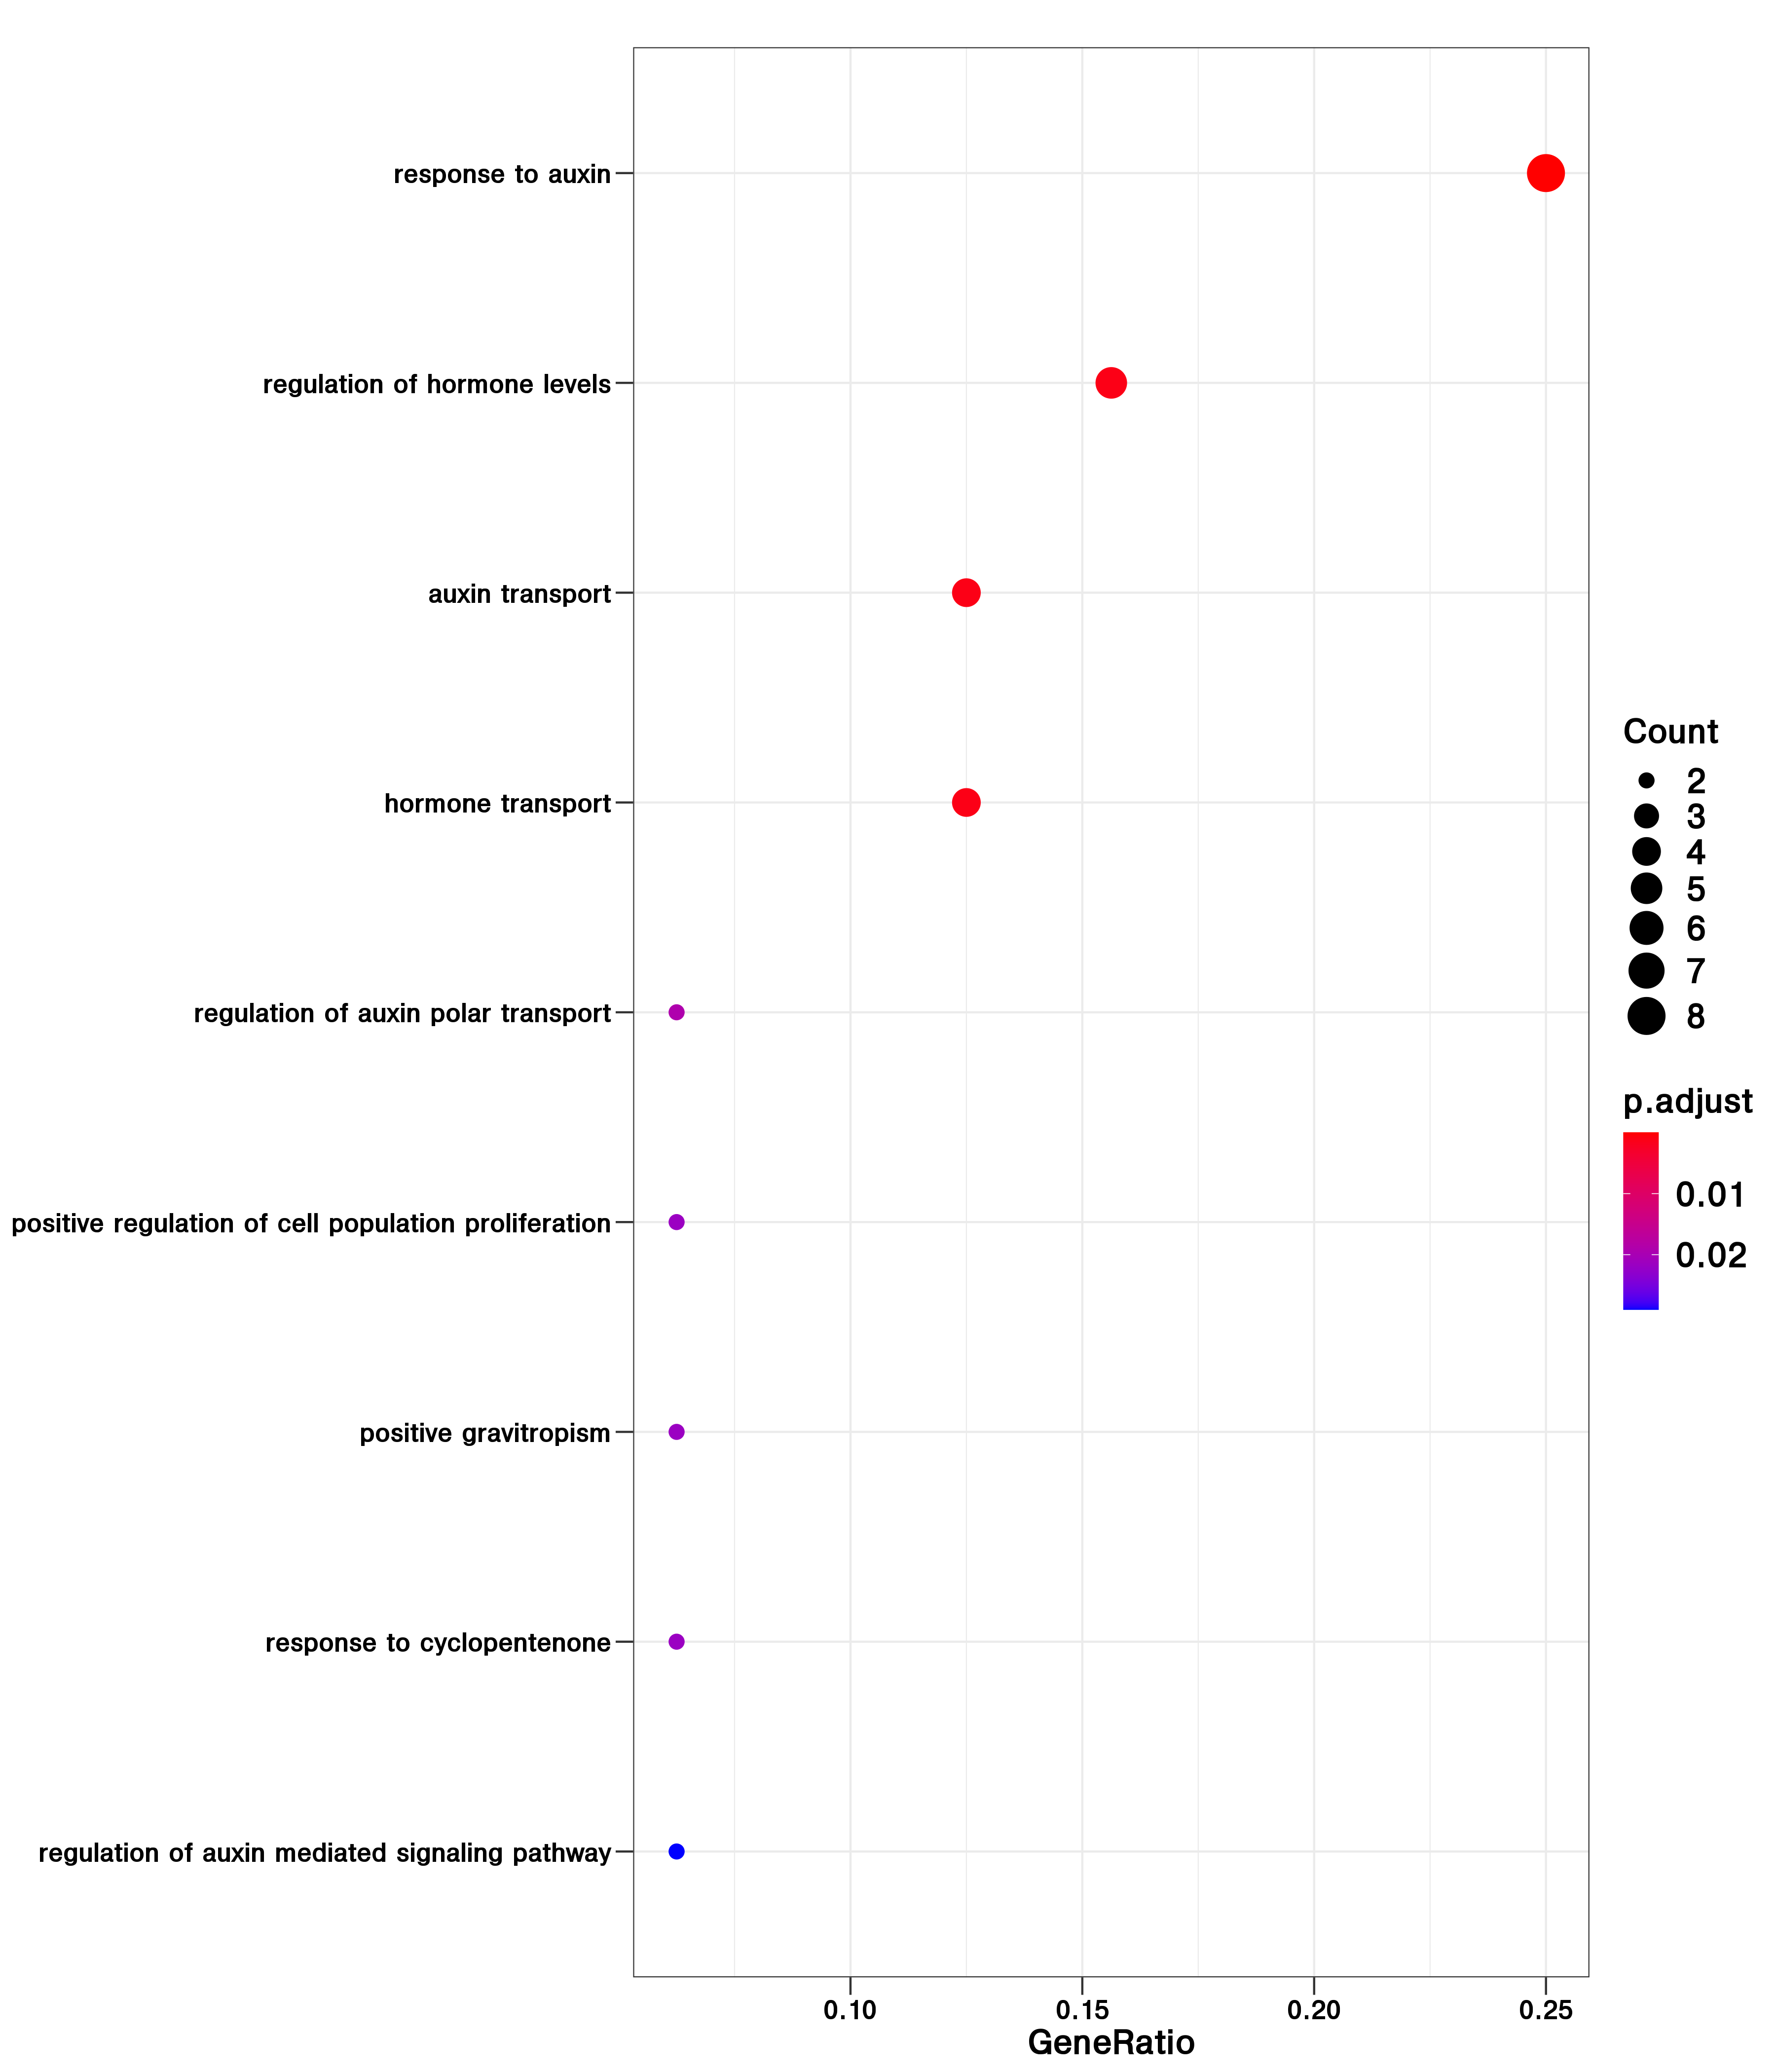 response to auxin
regulation of hormone levels
auxin transport
hormone transport
regulation of auxin polar transport
positive regulation of cell population proliferation
positive gravitropism
response to cyclopentenone
regulation of auxin mediated signaling pathway
0.10 0.15 0.20 0.25
GeneRatio
Count
2
3
4
5
6
7
8
p.adjust
0.01
0.02